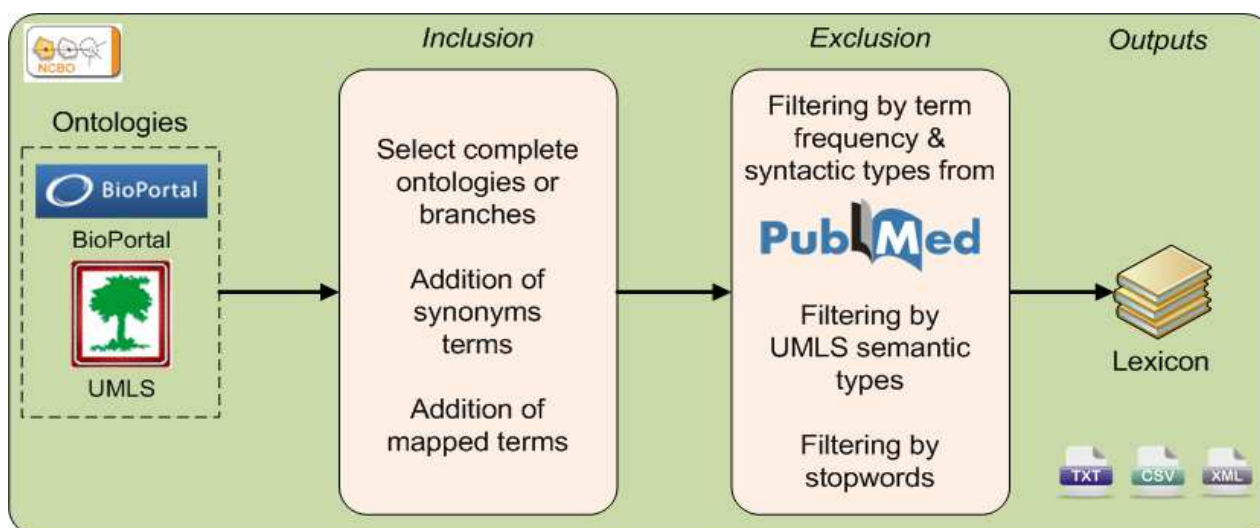 NCBO
Inclusion
Exclusion
Outputs
Ontologies
BioPortal
BioPortal
UMLS
Select complete
ontologies or
branches
Addition of
synonyms
terms
Addition of
mapped terms
Filtering by term
frequency &
syntactic types from
PubMed
Filtering by
UMLS semantic
types
Filtering by
stopwords
Lexicon
TXT
CSV
XML